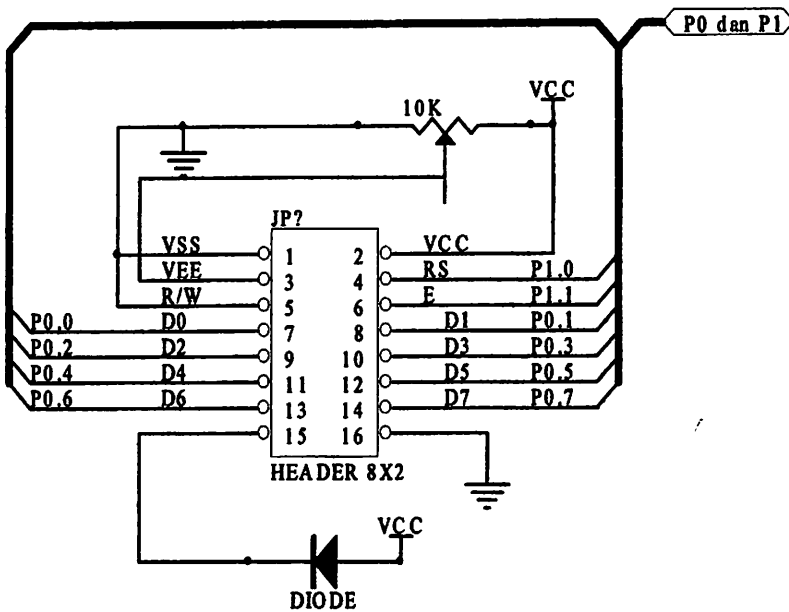 P0 dan P1
VCC
10K
JP?
VSS 1 2 VCC
VEE 3 4 RS P1.0
R/W 5 6 E P1.1
P0.0 D0 7 8 D1 P0.1
P0.2 D2 9 10 D3 P0.3
P0.4 D4 11 12 D5 P0.5
P0.6 D6 13 14 D7 P0.7
15 16
HEADER 8X2
VCC
DIODE